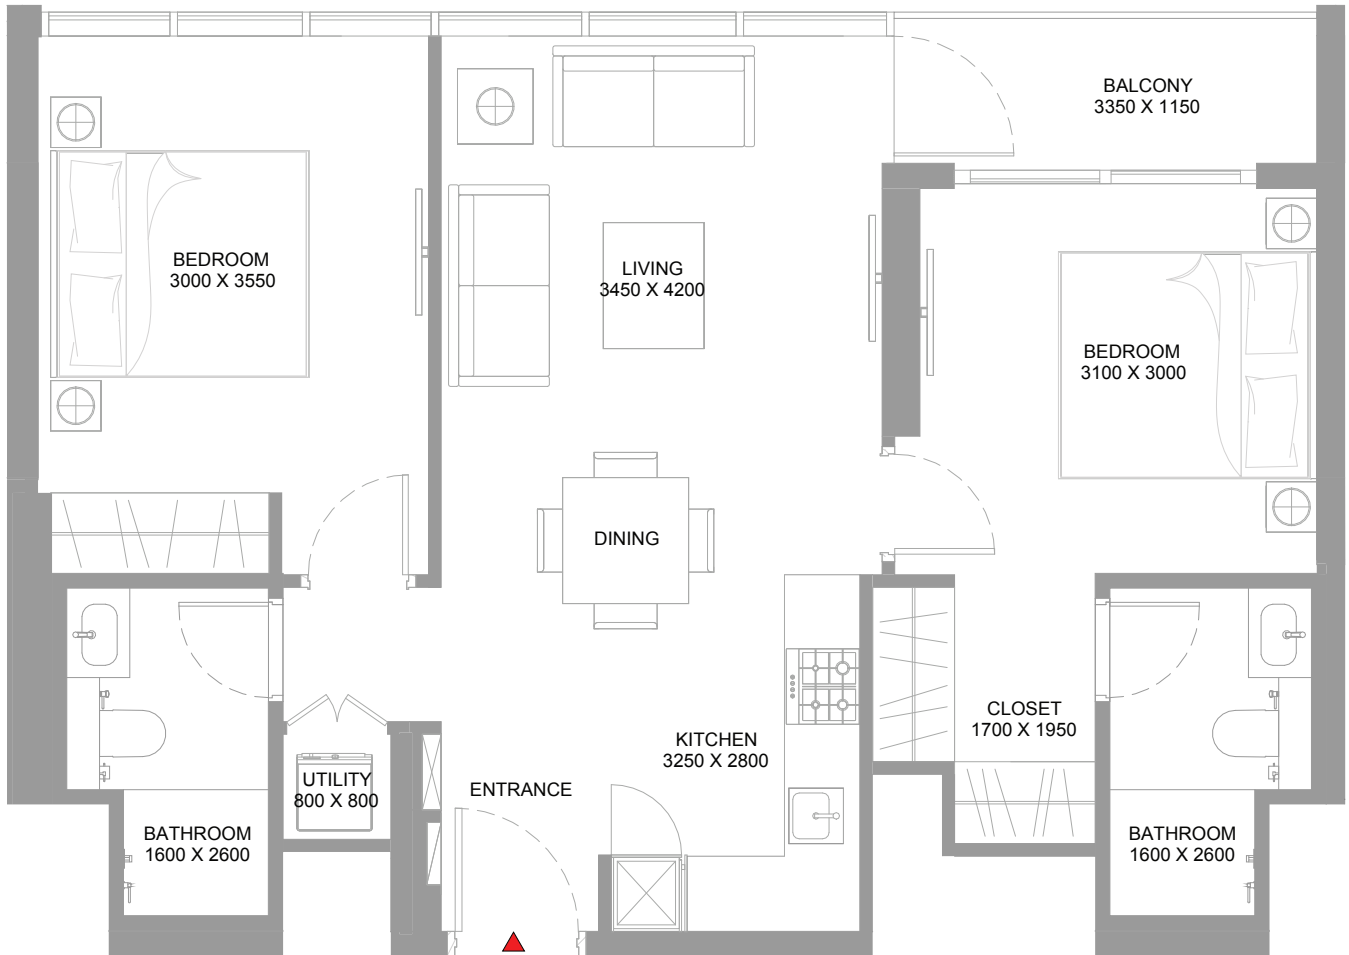 BALCONY
3350 X 1150
BEDROOM
3000 X 3550
LIVING
3450 X 4200
BEDROOM
3100 X 3000
DINING
CLOSET
1700 X 1950
KITCHEN
3250 X 2800
UTILITY
800 X 800
ENTRANCE
BATHROOM
1600 X 2600
BATHROOM
1600 X 2600